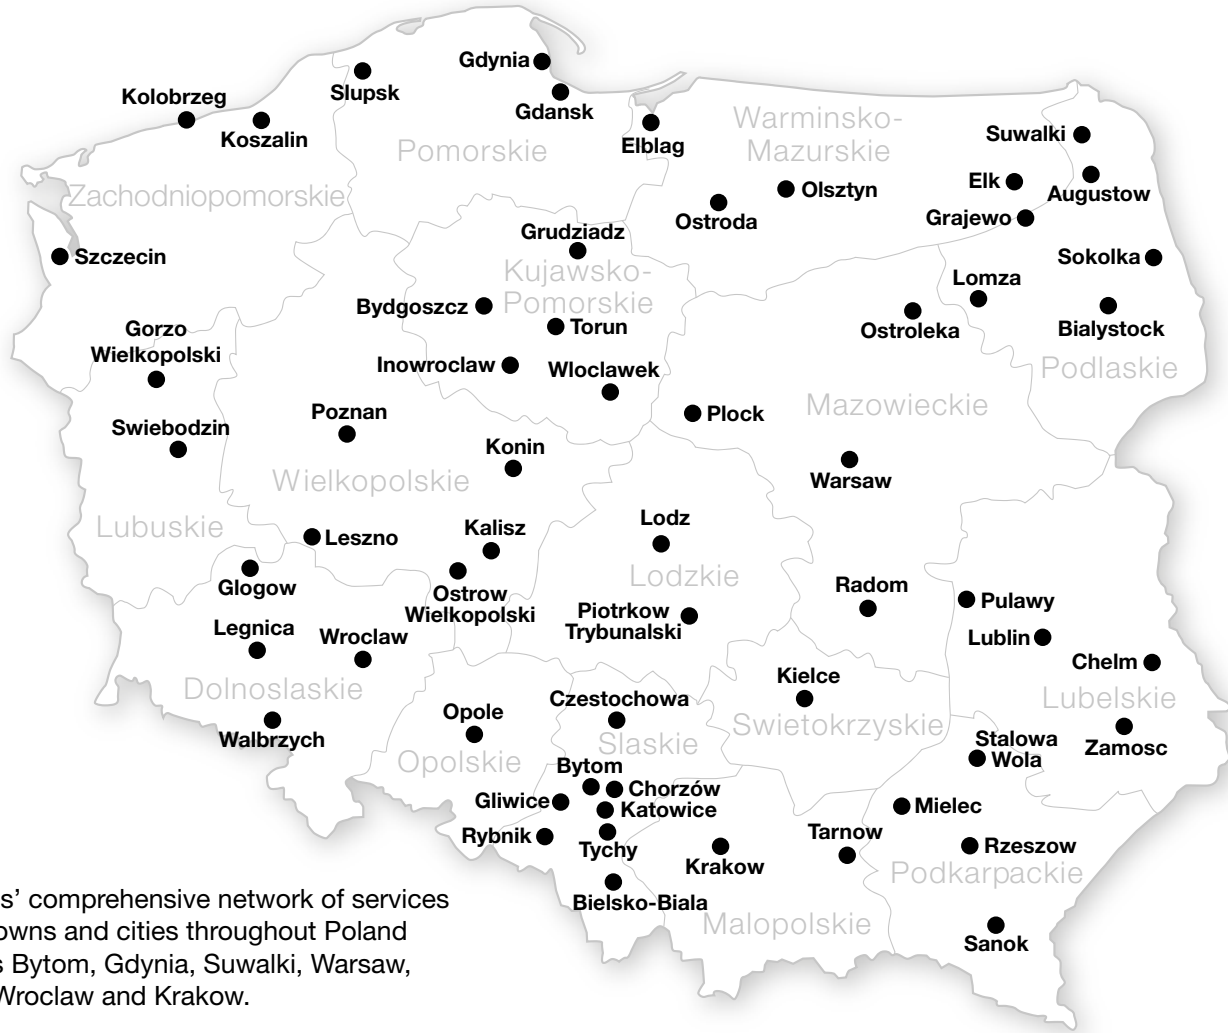 Gdynia
Kolobrzeg
Slupsk
Gdansk
Koszalin
Elblag
Warminsko-
Mazurskie
Suwalki
Pomorskie
Zachodniopomorskie
Olsztyn
Elk
Augustow
Ostroda
Grajewo
Grudziadz
Szczecin
Kujawsko-
Pomorskie
Sokolka
Lomza
Bydgoszcz
Torun
Ostroleka
Bialystock
Gorzo
Wielkopolski
Inowroclaw
Wloclawek
Podlaskie
Mazowieckie
Poznan
Plock
Swiebodzin
Konin
Wielkopolskie
Warsaw
Lubuskie
Lodz
Leszno
Kalisz
Glogow
Lodzkie
Ostrow
Wielkopolski
Radom
Pulawy
Piotrkow
Trybunalski
Legnica
Wroclaw
Lublin
Chelm
Kielce
Dolnoslaskie
Czestochowa
Lubelskie
Opole
Swietokrzyskie
Walbrzych
Slaskie
Stalowa
Wola
Zamosc
Opolskie
Bytom
Chorzów
Gliwice
Katowice
Mielec
Rybnik
Tychy
Tarnow
Rzeszow
Krakow
Podkarpackie
Bielsko-Biala
Malopolskie
Sanok
s’ comprehensive network of services
owns and cities throughout Poland
s Bytom, Gdynia, Suwalki, Warsaw,
Wroclaw and Krakow.